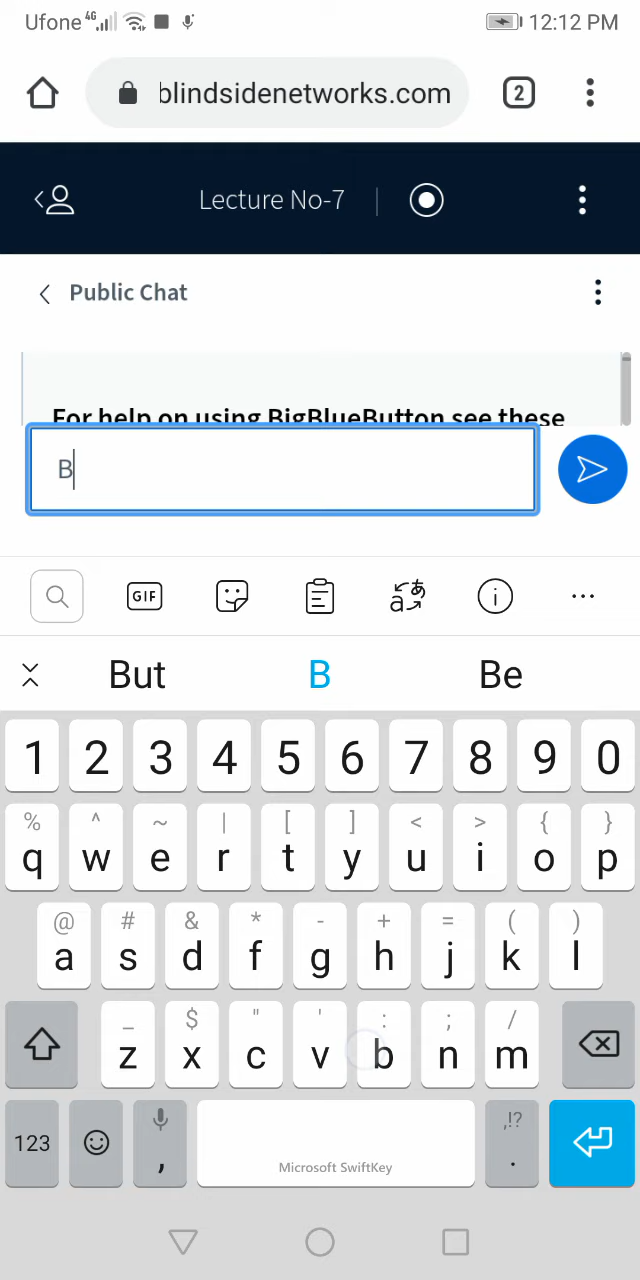 Ufone 4G 12:12 PM
blindsidenetworks.com 2
Lecture No-7
Public Chat
For help on using BigBlueButton see these
B
GIF
But B Be
1 2 3 4 5 6 7 8 9 0
% ^ ~ | [ ] < > { }
q w e r t y u i o p
@ # & * - + = ( )
a s d f g h j k l
_ $ " ' : ; /
z x c v b n m
,!?
123 , Microsoft SwiftKey .